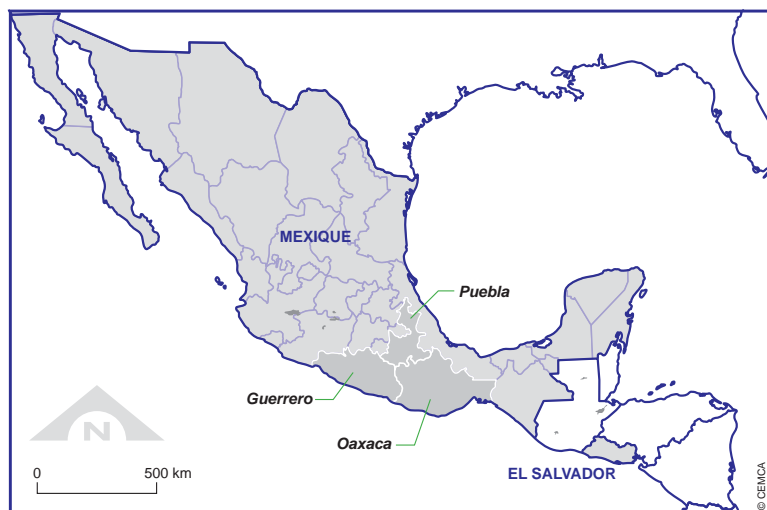 MEXIQUE
Puebla
Guerrero
Oaxaca
N
0 500 km
EL SALVADOR
© CEMCA